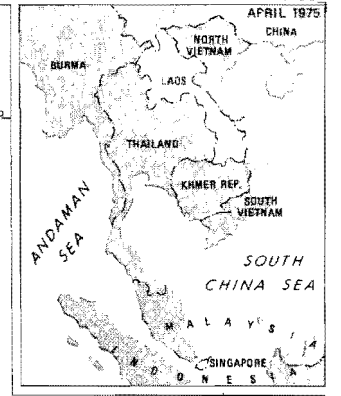 APRIL 1975
CHINA
NORTH
VIETNAM
BURMA
LAOS
THAILAND
KHMER REP.
SOUTH
VIETNAM
ANDAMAN
SEA
SOUTH
CHINA SEA
MALAYSIA
SINGAPORE
INDONESIA